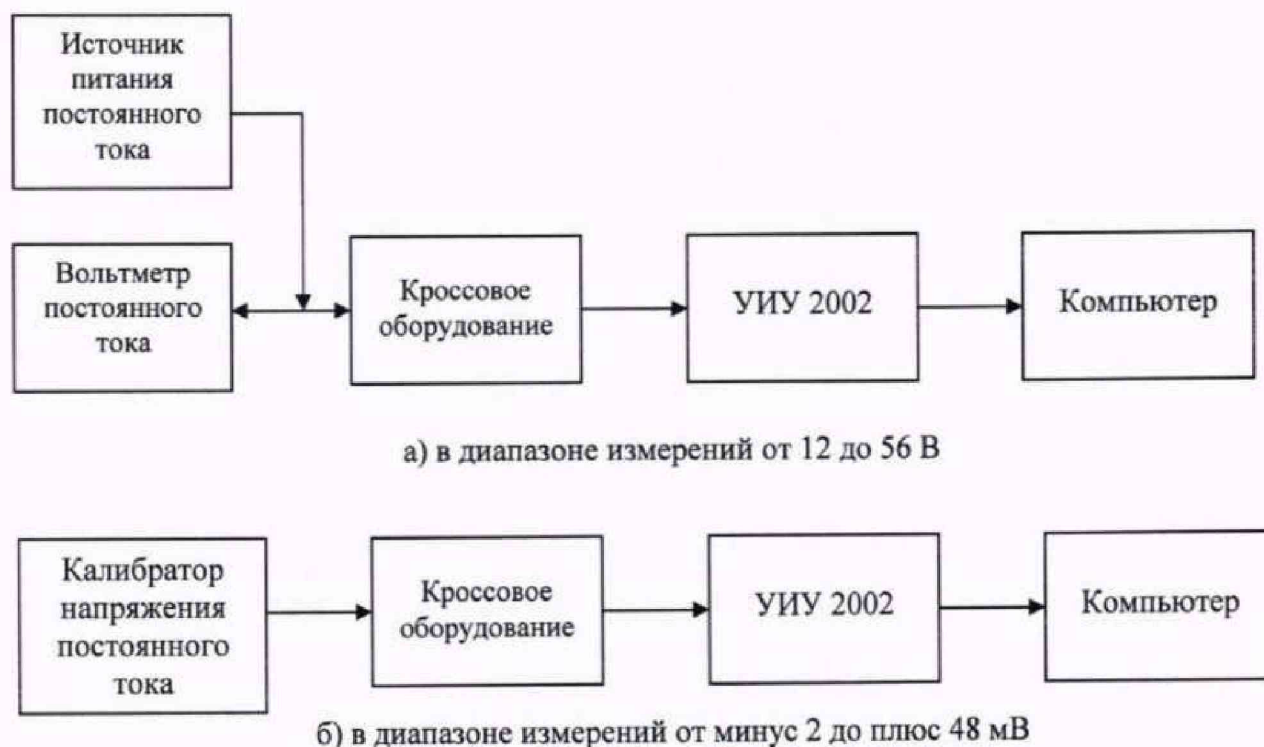 Источник
питания
постоянного
тока
Вольтметр
постоянного
тока
Кроссовое
оборудование
УИУ 2002
Компьютер
а) в диапазоне измерений от 12 до 56 В
Калибратор
напряжения
постоянного
тока
Кроссовое
оборудование
УИУ 2002
Компьютер
б) в диапазоне измерений от минус 2 до плюс 48 мВ